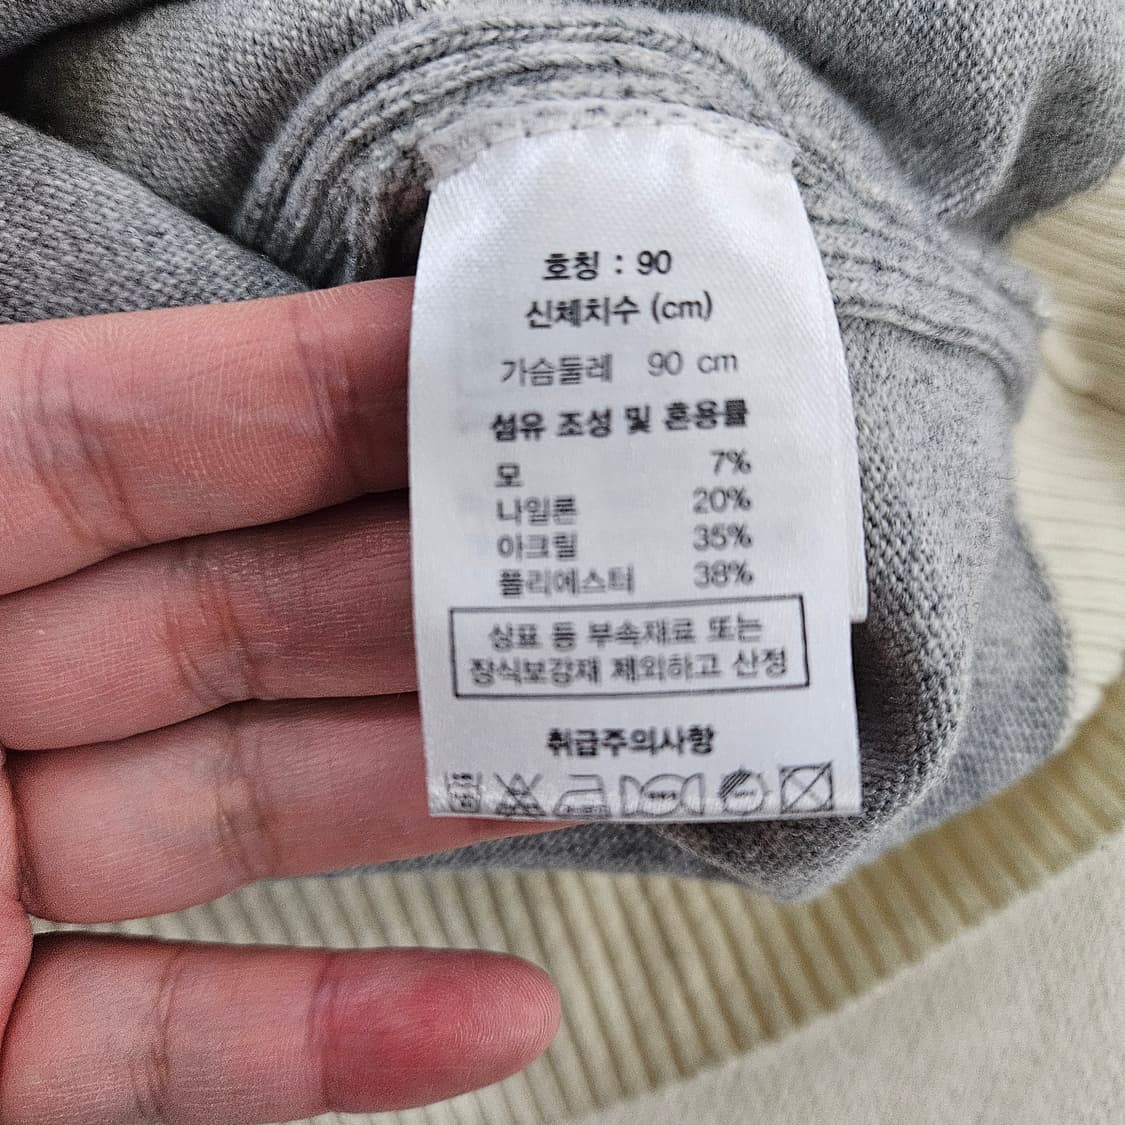 호칭 : 90
신체치수 (cm)
가슴둘레 90 cm
섬유 조성 및 혼용률
모 7%
나일론 20%
아크릴 35%
폴리에스터 38%
상표 등 부속재료 또는
장식보강재 제외하고 산정
취급주의사항